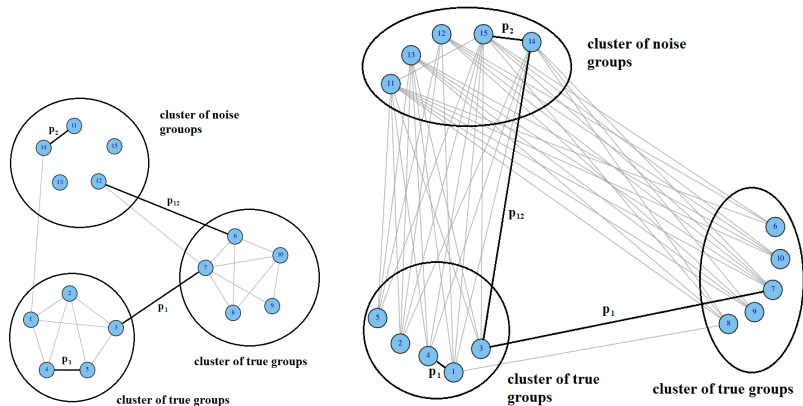 cluster of noise
grooups
p2
11
14
15
13
12
p12
6
7
10
8
9
cluster of true groups
p1
2
1
3
p1
4
5
cluster of true groups
12
15
p2
14
13
11
cluster of noise
groups
p12
6
10
7
9
8
cluster of true groups
p1
5
2
4
3
p1
1
cluster of true
groups